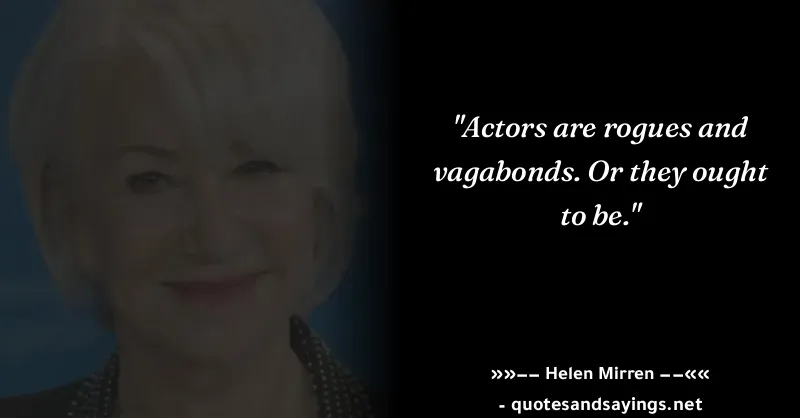 "Actors are rogues and
vagabonds. Or they ought
to be."
»»—— Helen Mirren ——««
- quotesandsayings.net